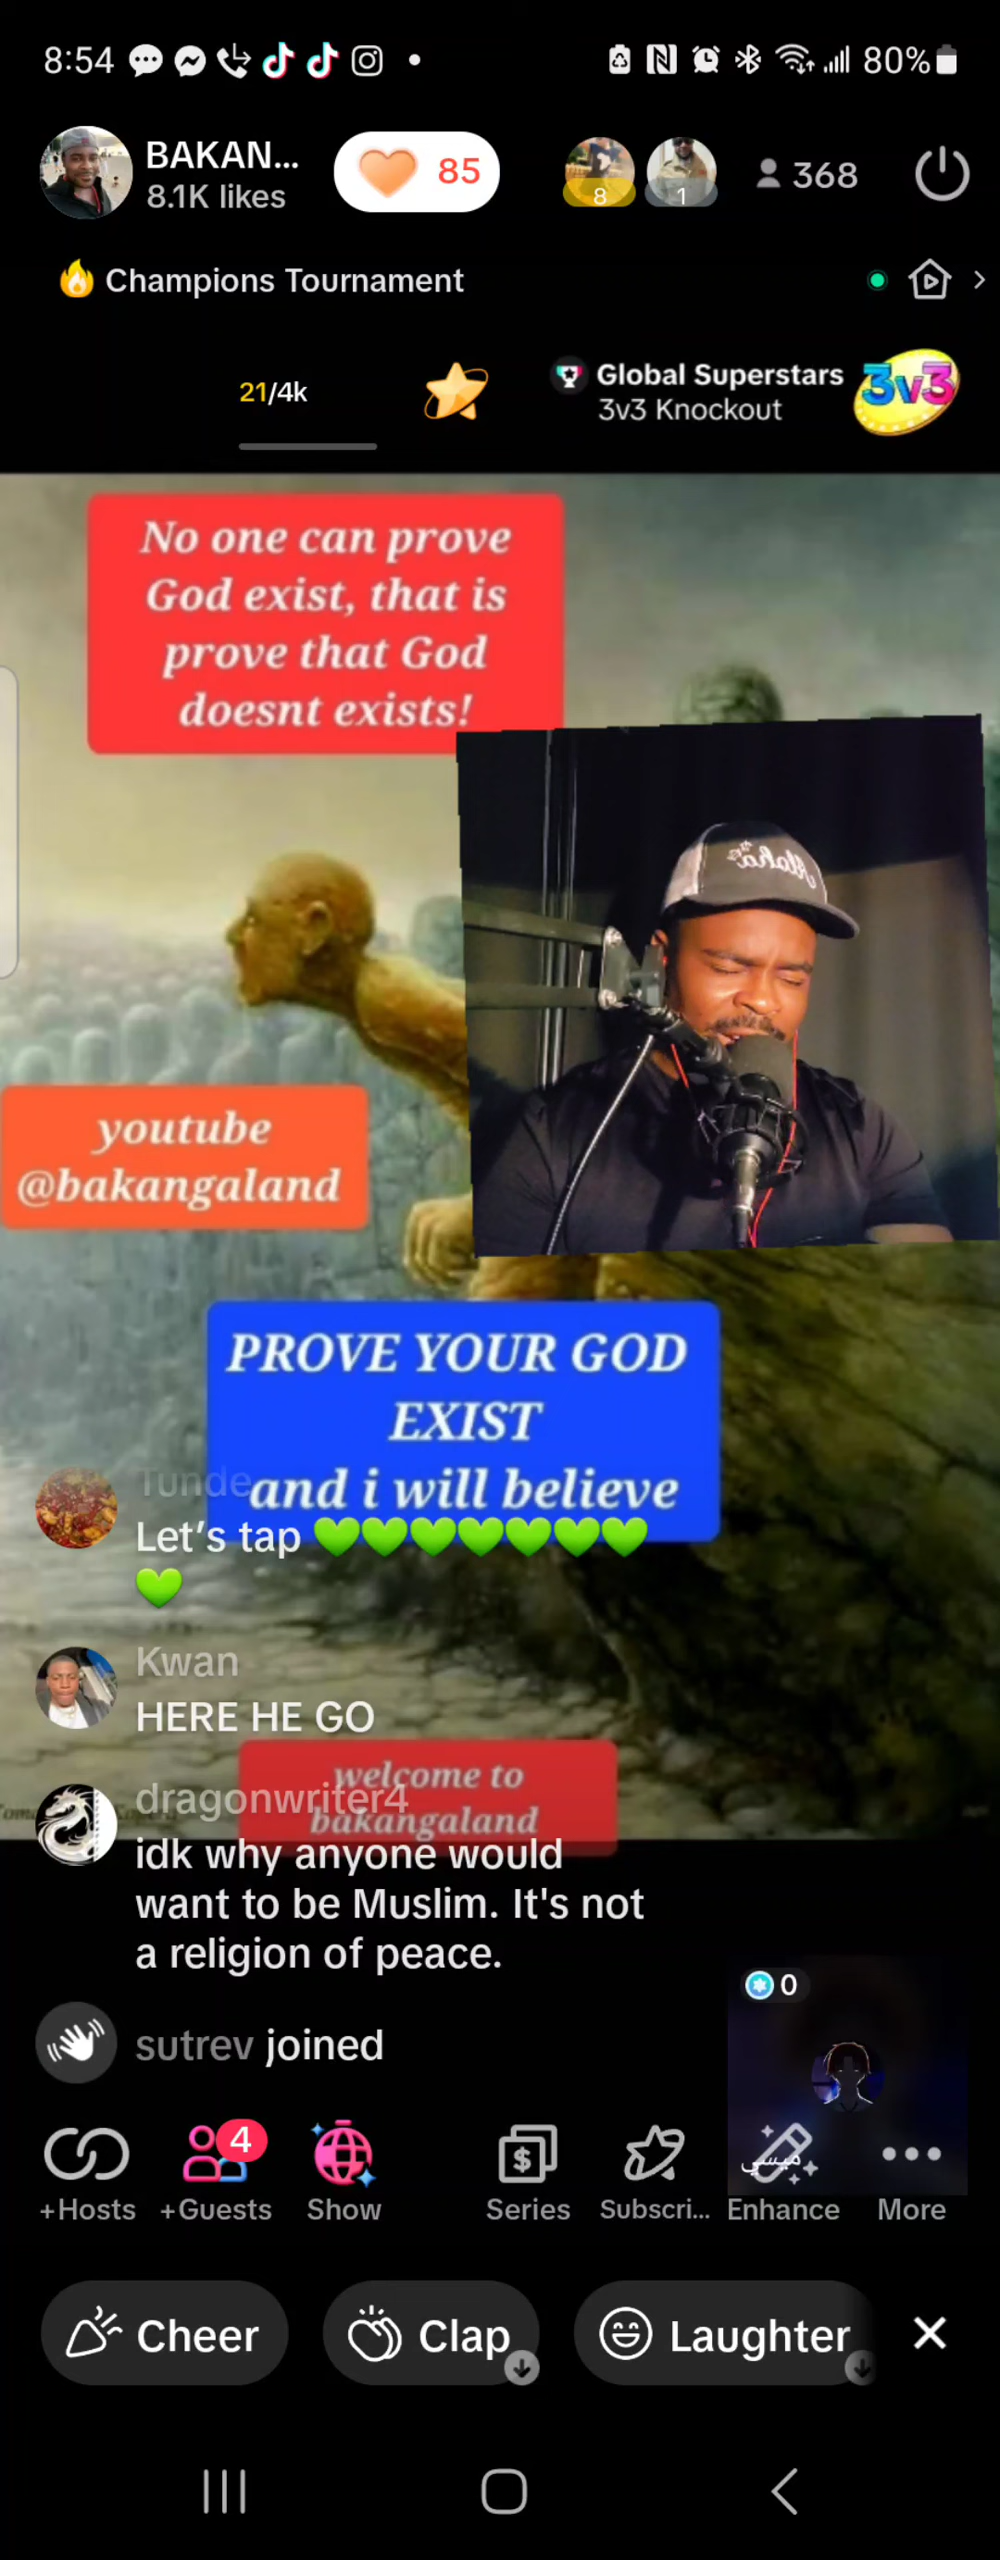 8:54
80%
BAKAN...
8.1K likes
85
8
1
368
Champions Tournament
21/4k
Global Superstars
3v3 Knockout
3v3
No one can prove
God exist, that is
prove that God
doesnt exists!
Aloha
youtube
@bakangaland
PROVE YOUR GOD
EXIST
and i will believe
Tunde
Let’s tap 💚💚💚💚💚💚💚
💚
Kwan
HERE HE GO
welcome to
bakangaland
dragonwriter4
idk why anyone would
want to be Muslim. It's not
a religion of peace.
0
sutrev joined
4
ميسي
+Hosts
+Guests
Show
Series
Subscri...
Enhance
More
Cheer
Clap
Laughter